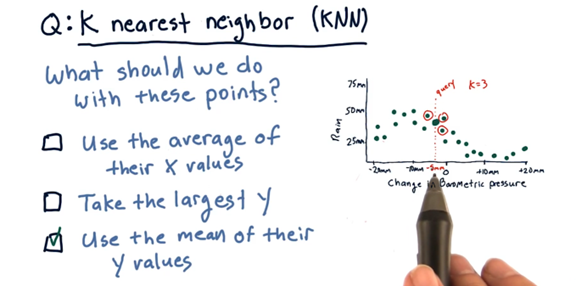 Q: K nearest neighbor (KNN)
What should we do
with these points?
Use the average of
their X values
Take the largest Y
Use the mean of their
Y values
query K=3
75mm
50mm
25mm
Rain
-20mm -10mm -5mm 0 +10mm +20mm
Change in Barometric pressure